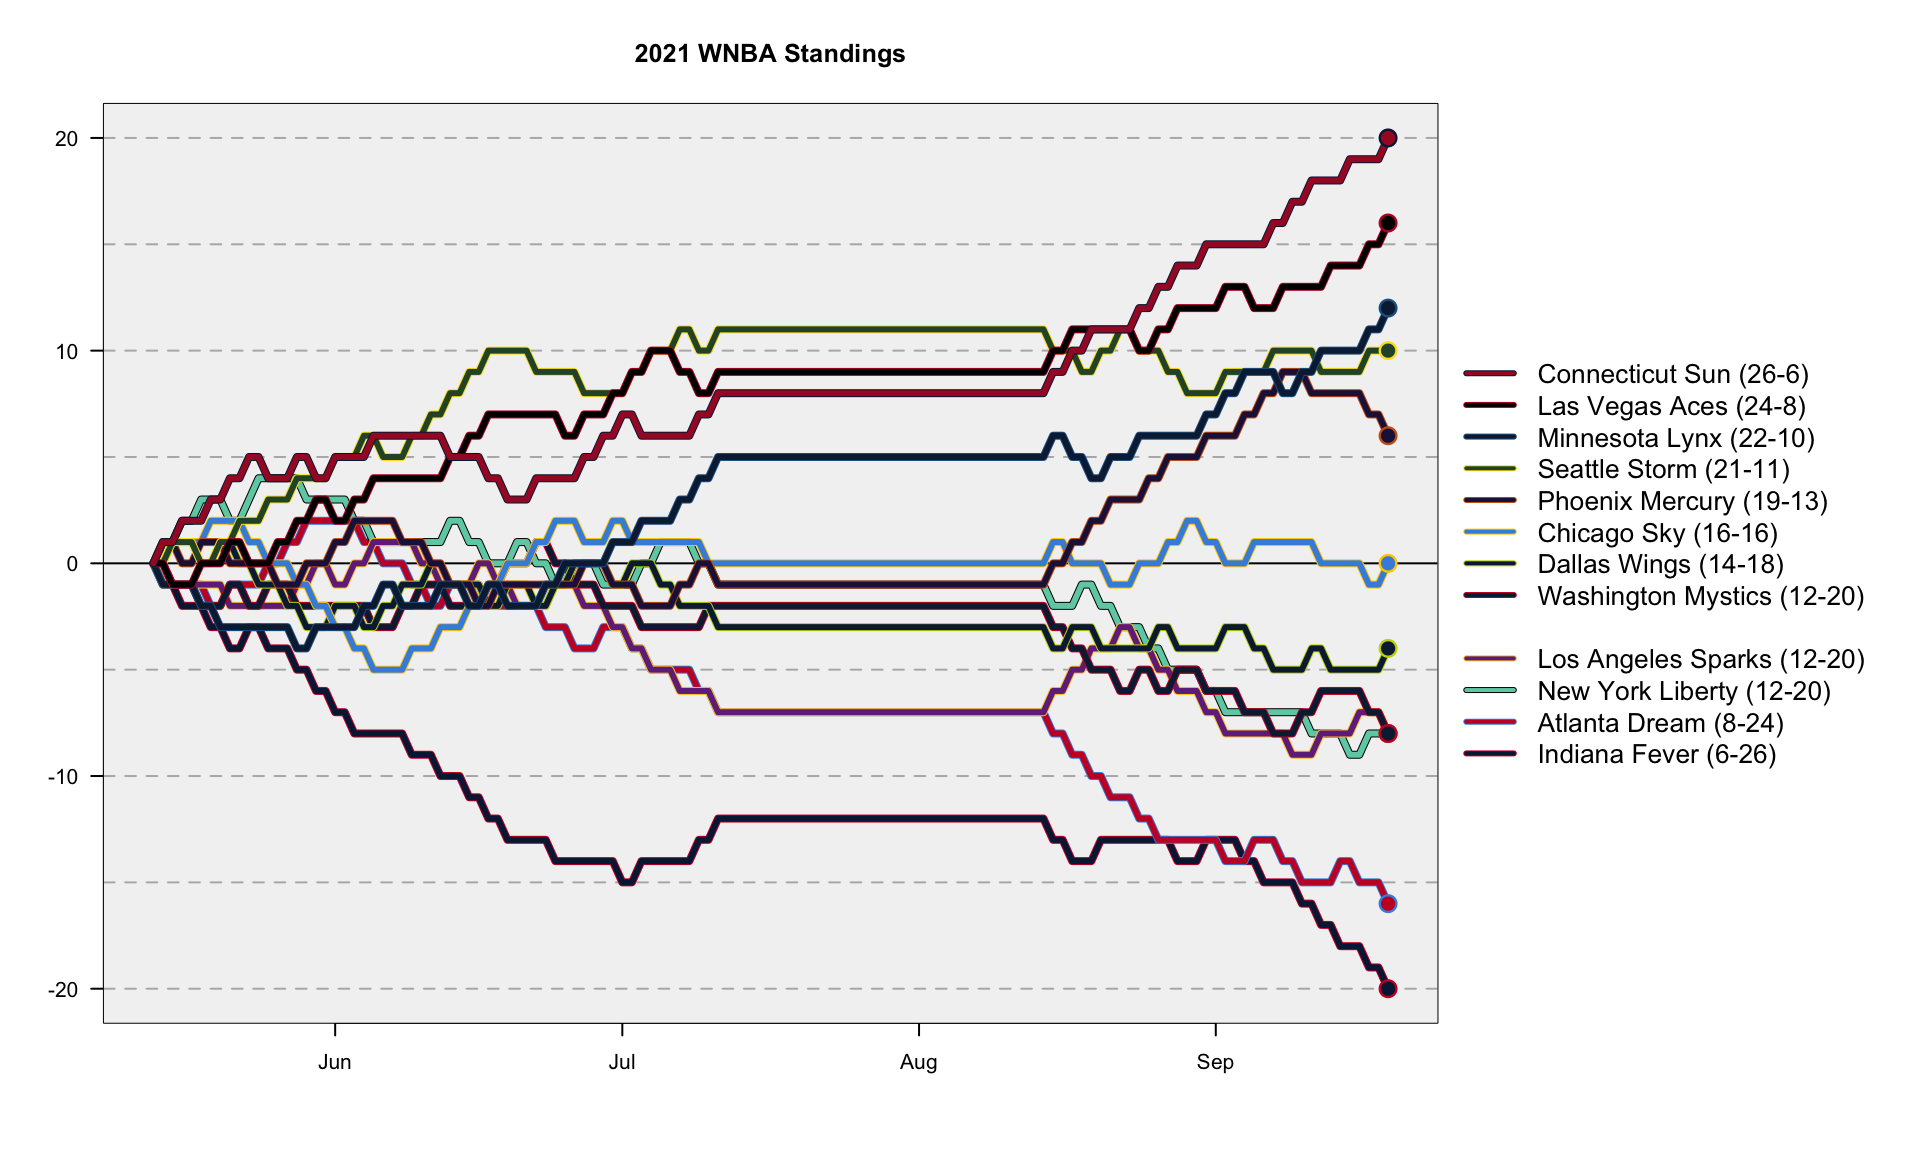 2021 WNBA Standings
20
10
0
-10
-20
Jun
Jul
Aug
Sep
Connecticut Sun (26-6)
Las Vegas Aces (24-8)
Minnesota Lynx (22-10)
Seattle Storm (21-11)
Phoenix Mercury (19-13)
Chicago Sky (16-16)
Dallas Wings (14-18)
Washington Mystics (12-20)
Los Angeles Sparks (12-20)
New York Liberty (12-20)
Atlanta Dream (8-24)
Indiana Fever (6-26)